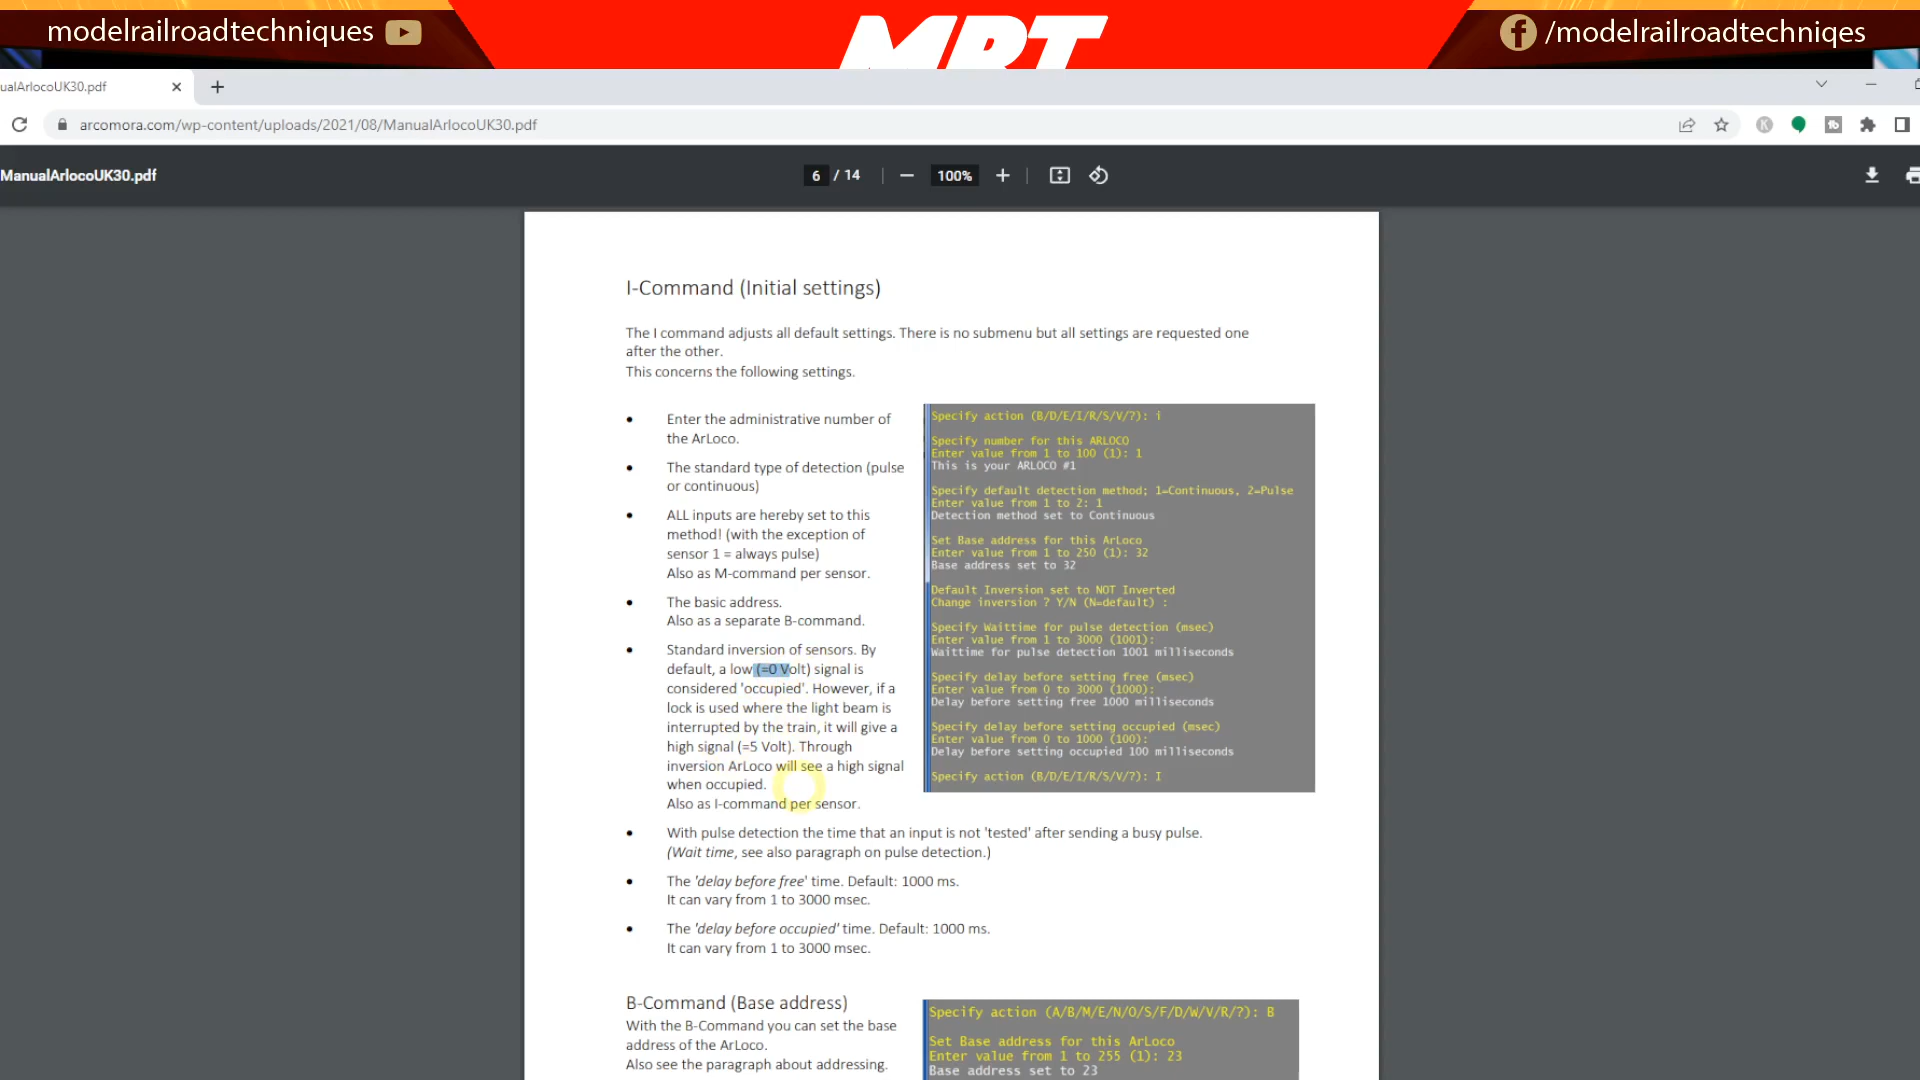 modelrailroadtechniques
MRT
/modelrailroadtechniqes
ualArlocoUK30.pdf
arcomora.com/wp-content/uploads/2021/08/ManualArlocoUK30.pdf
ManualArlocoUK30.pdf
6 / 14
100%
I-Command (Initial settings)
The I command adjusts all default settings. There is no submenu but all settings are requested one
after the other.
This concerns the following settings.
• Enter the administrative number of
the ArLoco.
• The standard type of detection (pulse
or continuous)
• ALL inputs are hereby set to this
method! (with the exception of
sensor 1 = always pulse)
Also as M-command per sensor.
• The basic address.
Also as a separate B-command.
• Standard inversion of sensors. By
default, a low (=0 Volt) signal is
considered 'occupied'. However, if a
lock is used where the light beam is
interrupted by the train, it will give a
high signal (=5 Volt). Through
inversion ArLoco will see a high signal
when occupied.
Also as I-command per sensor.
Specify action (B/D/E/I/R/S/V/?): i
Specify number for this ARLOCO
Enter value from 1 to 100 (1): 1
This is your ARLOCO #1
Specify default detection method; 1=Continuous, 2=Pulse
Enter value from 1 to 2: 1
Detection method set to Continuous
Set Base address for this ArLoco
Enter value from 1 to 250 (1): 32
Base address set to 32
Default Inversion set to NOT Inverted
Change inversion ? Y/N (N=default) :
Specify Waittime for pulse detection (msec)
Enter value from 1 to 3000 (1001):
Waittime for pulse detection 1001 milliseconds
Specify delay before setting free (msec)
Enter value from 0 to 3000 (1000):
Delay before setting free 1000 milliseconds
Specify delay before setting occupied (msec)
Enter value from 0 to 1000 (100):
Delay before setting occupied 100 milliseconds
Specify action (B/D/E/I/R/S/V/?): I
• With pulse detection the time that an input is not 'tested' after sending a busy pulse.
(Wait time, see also paragraph on pulse detection.)
• The 'delay before free' time. Default: 1000 ms.
It can vary from 1 to 3000 msec.
• The 'delay before occupied' time. Default: 1000 ms.
It can vary from 1 to 3000 msec.
B-Command (Base address)
With the B-Command you can set the base
address of the ArLoco.
Also see the paragraph about addressing.
Specify action (A/B/M/E/N/O/S/F/D/W/V/R/?): B
Set Base address for this ArLoco
Enter value from 1 to 255 (1): 23
Base address set to 23